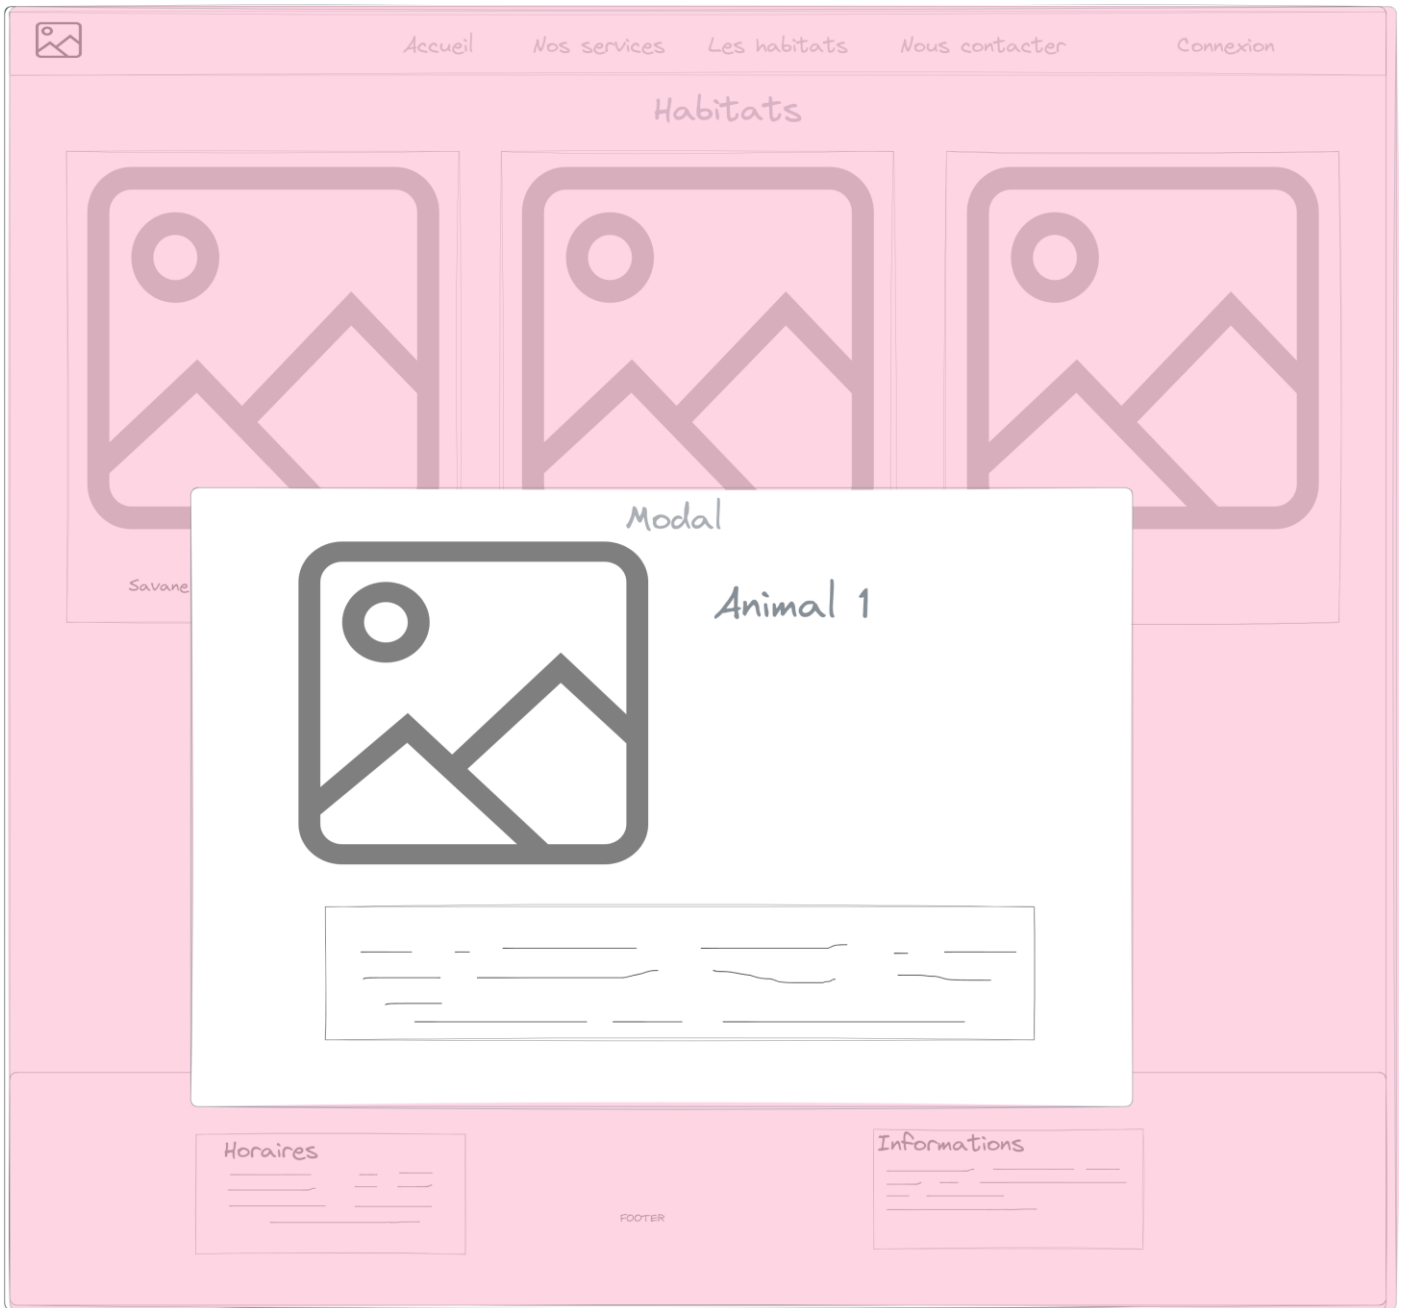 Accueil Nos services Les habitats Nous contacter Connexion
Habitats
Savane
Modal
Animal 1
Horaires
Informations
FOOTER